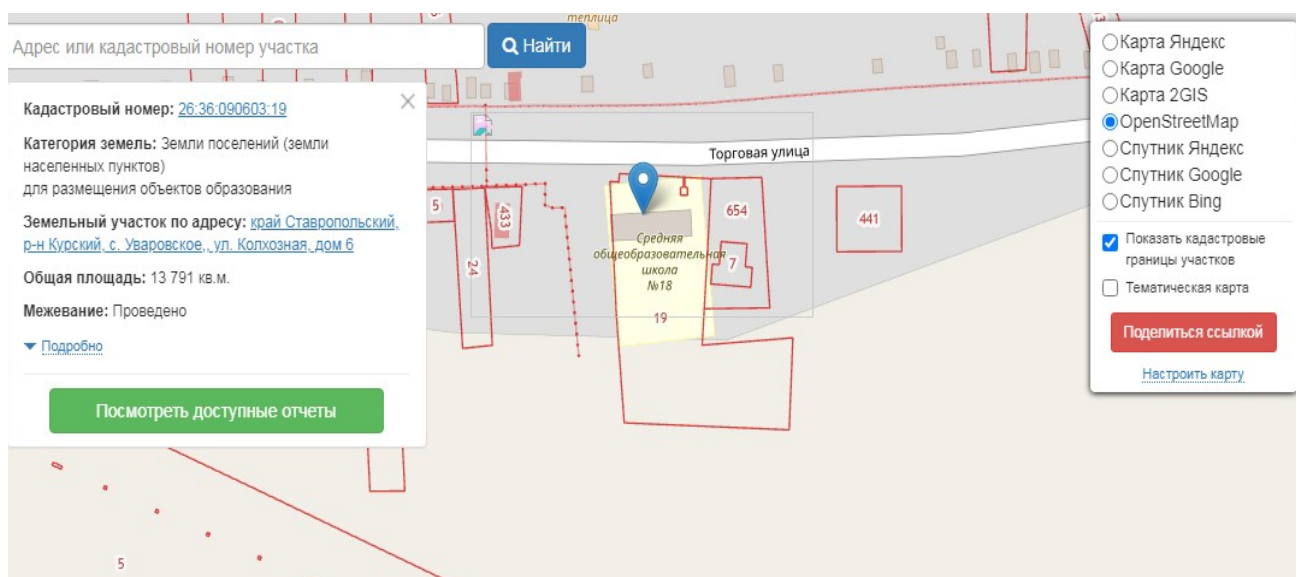 теплица
Адрес или кадастровый номер участка
Найти
Кадастровый номер: 26:36:090603:19
Категория земель: Земли поселений (земли
населенных пунктов)
для размещения объектов образования
Земельный участок по адресу: край Ставропольский,
р-н Курский, с. Уваровское,, ул. Колхозная, дом 6
Общая площадь: 13 791 кв.м.
Межевание: Проведено
Подробно
Посмотреть доступные отчеты
Торговая улица
5
433
24
654
441
7
Средняя
общеобразовательная
школа
№18
19
5
Карта Яндекс
Карта Google
Карта 2GIS
OpenStreetMap
Спутник Яндекс
Спутник Google
Спутник Bing
Показать кадастровые
границы участков
Тематическая карта
Поделиться ссылкой
Настроить карту